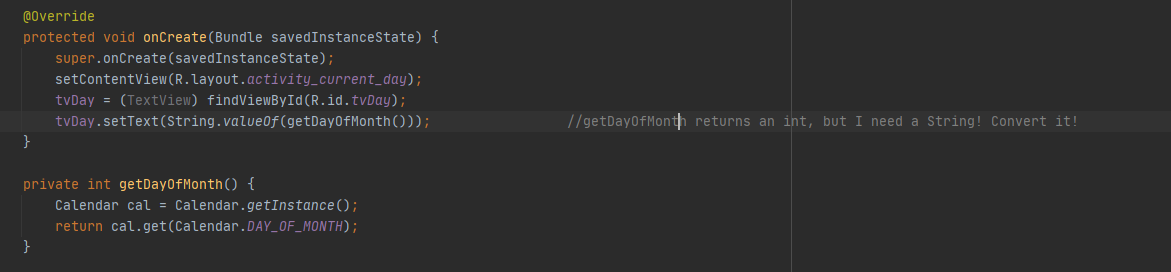 @Override
protected void onCreate(Bundle savedInstanceState) {
super.onCreate(savedInstanceState);
setContentView(R.layout.activity_current_day);
tvDay = (TextView) findViewById(R.id.tvDay);
tvDay.setText(String.valueOf(getDayOfMonth())); //getDayOfMonth returns an int, but I need a String! Convert it!
}
private int getDayOfMonth() {
Calendar cal = Calendar.getInstance();
return cal.get(Calendar.DAY_OF_MONTH);
}